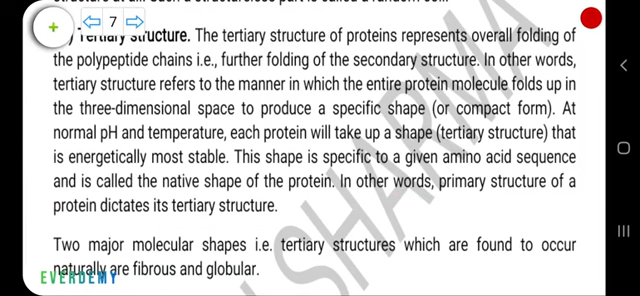 7
Tertiary Structure. The tertiary structure of proteins represents overall folding of
the polypeptide chains i.e., further folding of the secondary structure. In other words,
tertiary structure refers to the manner in which the entire protein molecule folds up in
the three-dimensional space to produce a specific shape (or compact form). At
normal pH and temperature, each protein will take up a shape (tertiary structure) that
is energetically most stable. This shape is specific to a given amino acid sequence
and is called the native shape of the protein. In other words, primary structure of a
protein dictates its tertiary structure.
Two major molecular shapes i.e. tertiary structures which are found to occur
naturally are fibrous and globular.
EVERDEMY
SHARMA